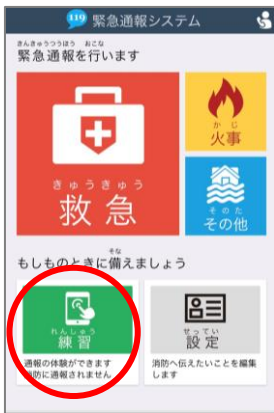 119 緊急通報システム
きんきゅうつうほう おこな
緊急通報を行います
きゅうきゅう
救急
かじ
火事
そのた
その他
そな
もしものときに備えましょう
れんしゅう
練習
通報の体験ができます
消防に通報されません
せってい
設定
消防へ伝えたいことを編集
します